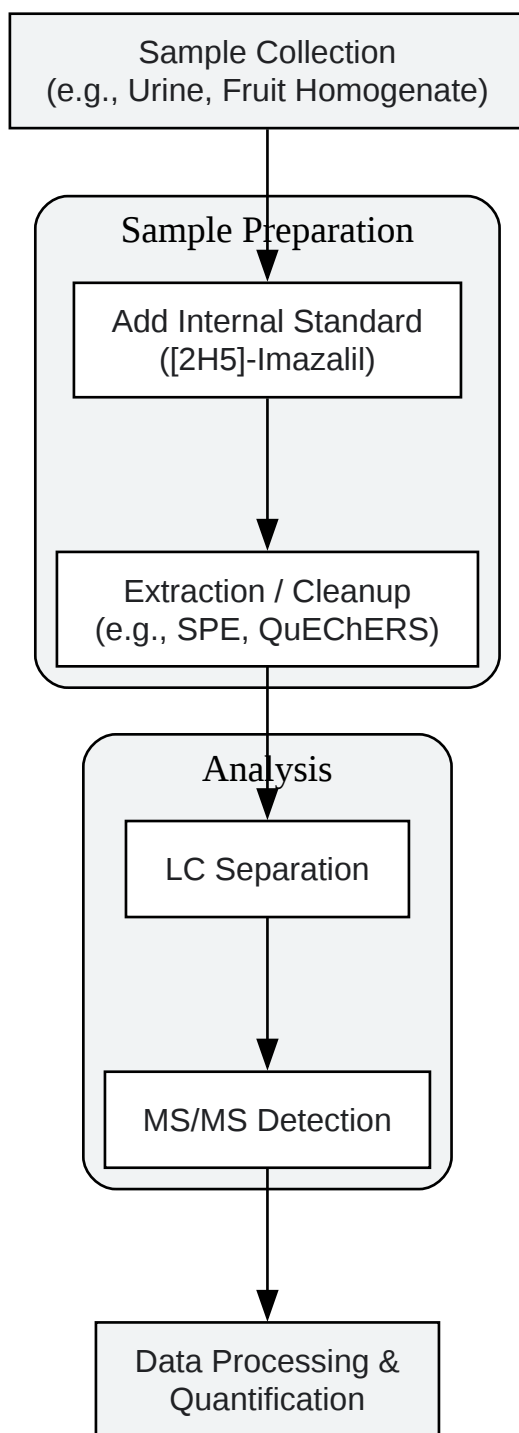 Sample Collection
(e.g., Urine, Fruit Homogenate)
Sample Preparation
Add Internal Standard
([2H5]-Imazalil)
Extraction / Cleanup
(e.g., SPE, QuEChERS)
Analysis
LC Separation
MS/MS Detection
Data Processing &
Quantification